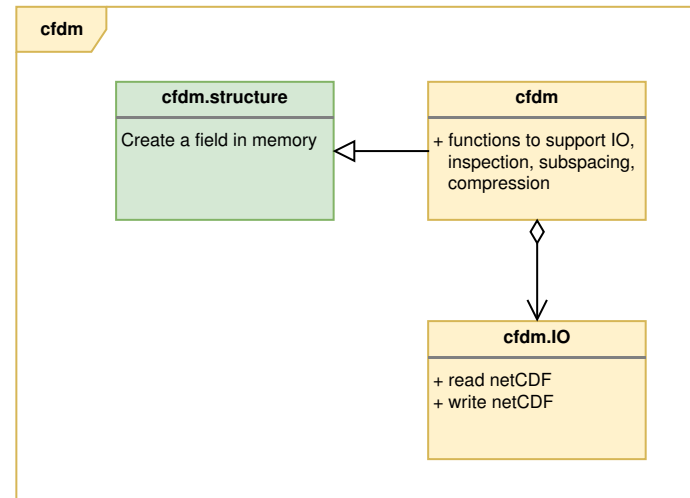 cfdm
cfdm.structure
Create a field in memory
cfdm
+ functions to support IO,
inspection, subspacing,
compression
cfdm.IO
+ read netCDF
+ write netCDF